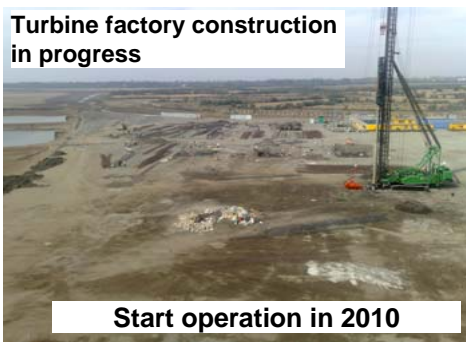 Turbine factory construction
in progress
Start operation in 2010